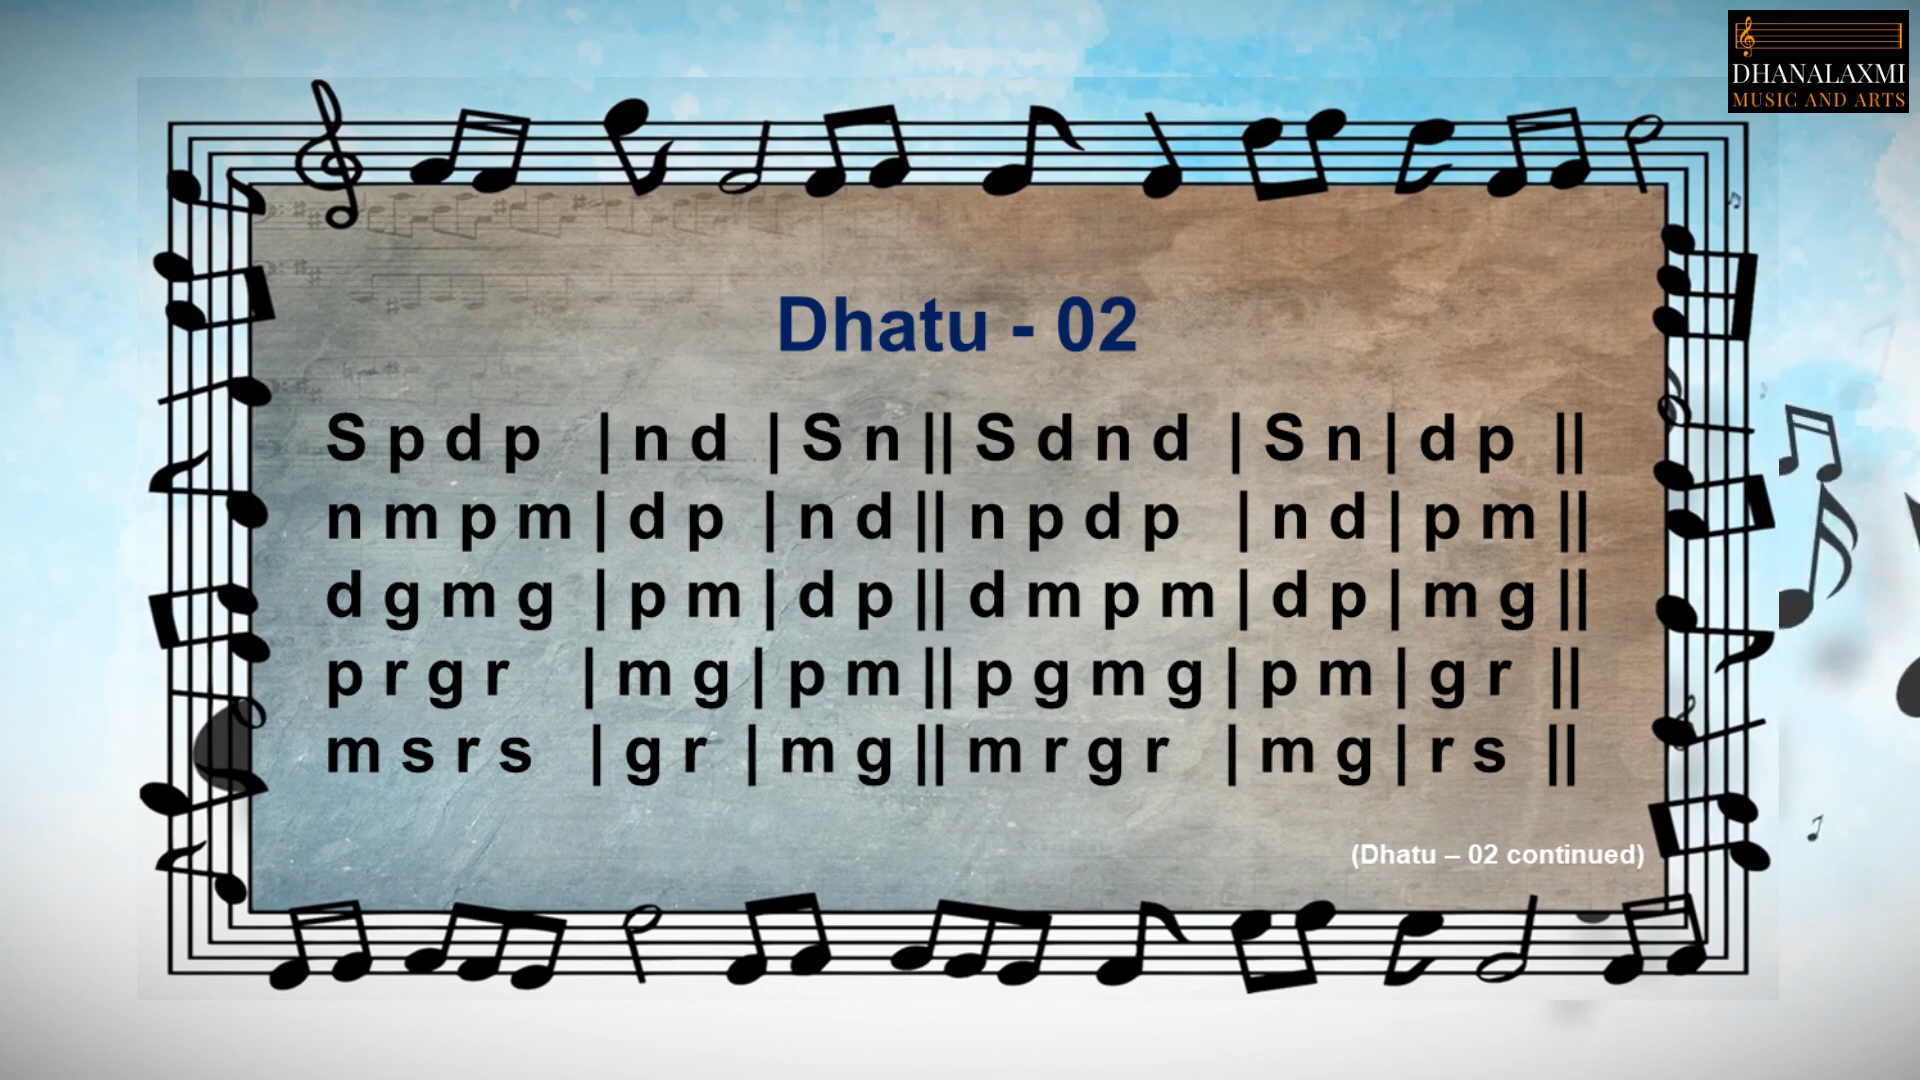 DHANALAXMI
MUSIC AND ARTS
Dhatu - 02
S p d p | n d | S n || S d n d | S n | d p ||
n m p m | d p | n d || n p d p | n d | p m ||
d g m g | p m | d p || d m p m | d p | m g ||
p r g r | m g | p m || p g m g | p m | g r ||
m s r s | g r | m g || m r g r | m g | r s ||
(Dhatu – 02 continued)